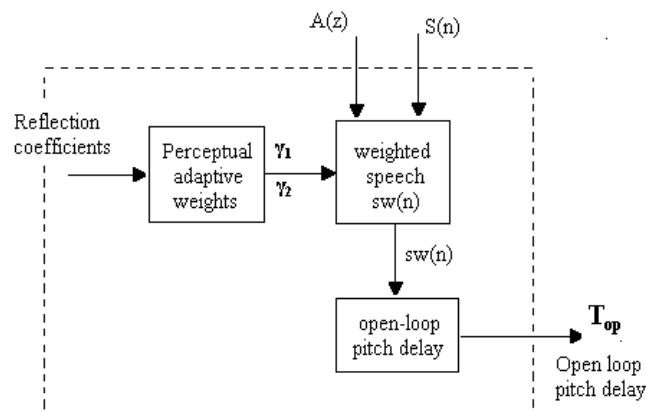 A(z)
S(n)
Reflection
coefficients
Perceptual
adaptive
weights
γ1
γ2
weighted
speech
sw(n)
sw(n)
open-loop
pitch delay
Top
Open loop
pitch delay